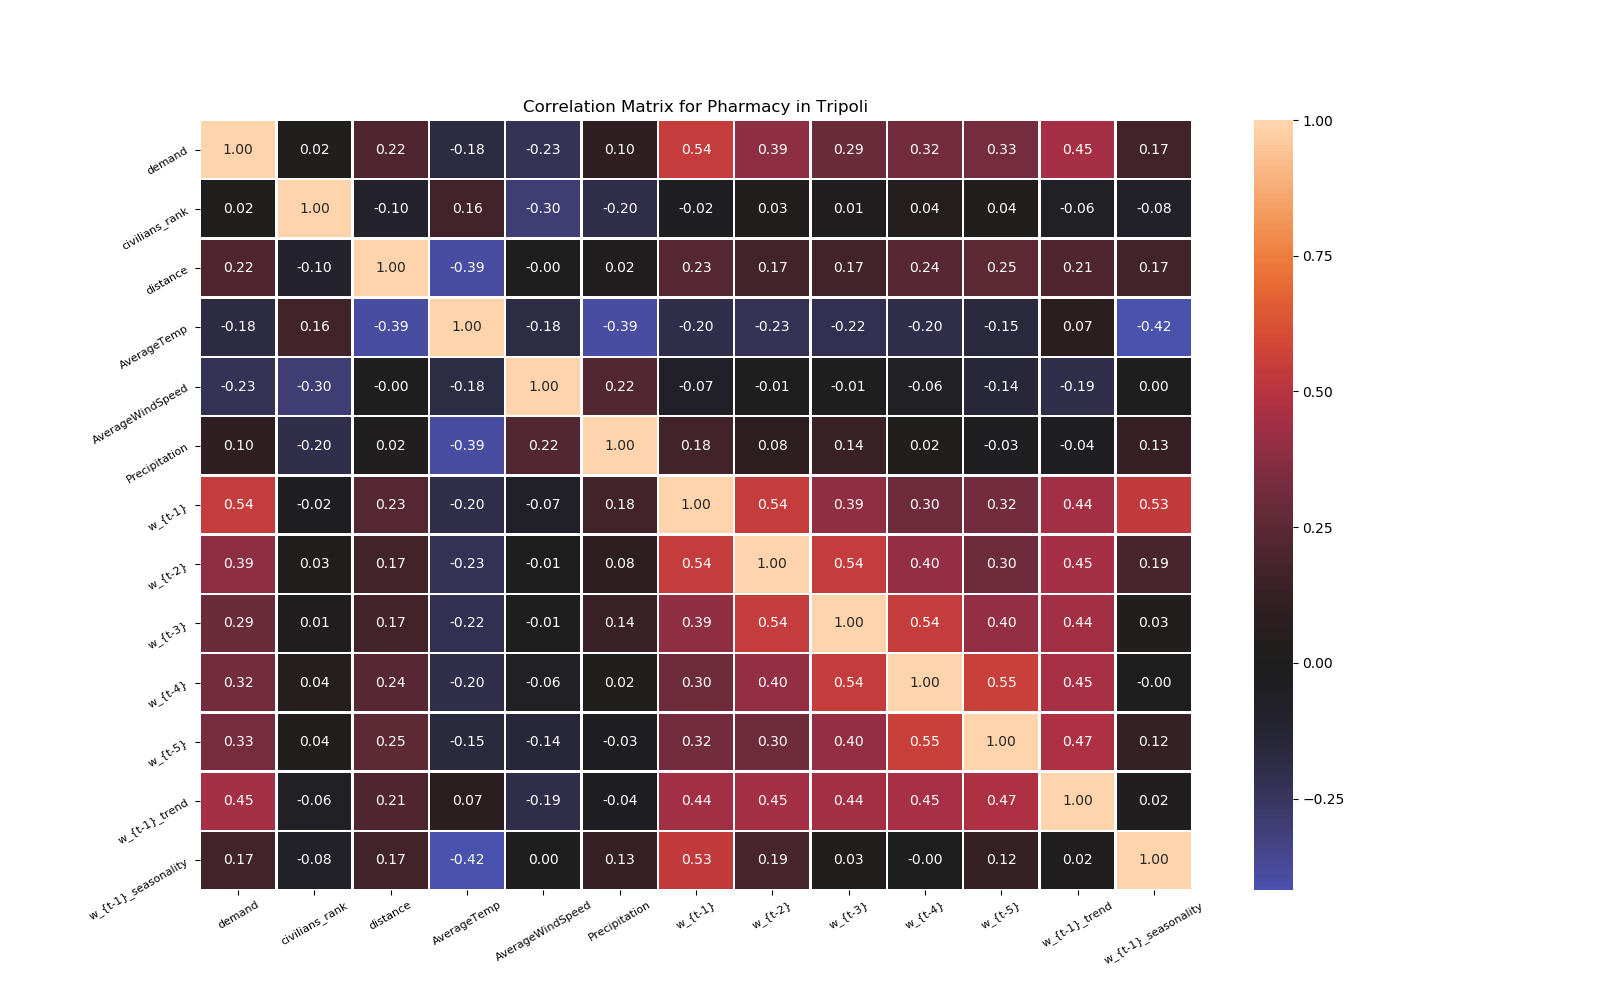 Correlation Matrix for Pharmacy in Tripoli
demand 1.00 0.02 0.22 -0.18 -0.23 0.10 0.54 0.39 0.29 0.32 0.33 0.45 0.17
civilians_rank 0.02 1.00 -0.10 0.16 -0.30 -0.20 -0.02 0.03 0.01 0.04 0.04 -0.06 -0.08
distance 0.22 -0.10 1.00 -0.39 -0.00 0.02 0.23 0.17 0.17 0.24 0.25 0.21 0.17
AverageTemp -0.18 0.16 -0.39 1.00 -0.18 -0.39 -0.20 -0.23 -0.22 -0.20 -0.15 0.07 -0.42
AverageWindSpeed -0.23 -0.30 -0.00 -0.18 1.00 0.22 -0.07 -0.01 -0.01 -0.06 -0.14 -0.19 0.00
Precipitation 0.10 -0.20 0.02 -0.39 0.22 1.00 0.18 0.08 0.14 0.02 -0.03 -0.04 0.13
w_{t-1} 0.54 -0.02 0.23 -0.20 -0.07 0.18 1.00 0.54 0.39 0.30 0.32 0.44 0.53
w_{t-2} 0.39 0.03 0.17 -0.23 -0.01 0.08 0.54 1.00 0.54 0.40 0.30 0.45 0.19
w_{t-3} 0.29 0.01 0.17 -0.22 -0.01 0.14 0.39 0.54 1.00 0.54 0.40 0.44 0.03
w_{t-4} 0.32 0.04 0.24 -0.20 -0.06 0.02 0.30 0.40 0.54 1.00 0.55 0.45 -0.00
w_{t-5} 0.33 0.04 0.25 -0.15 -0.14 -0.03 0.32 0.30 0.40 0.55 1.00 0.47 0.12
w_{t-1}_trend 0.45 -0.06 0.21 0.07 -0.19 -0.04 0.44 0.45 0.44 0.45 0.47 1.00 0.02
w_{t-1}_seasonality 0.17 -0.08 0.17 -0.42 0.00 0.13 0.53 0.19 0.03 -0.00 0.12 0.02 1.00
demand civilians_rank distance AverageTemp AverageWindSpeed Precipitation w_{t-1} w_{t-2} w_{t-3} w_{t-4} w_{t-5} w_{t-1}_trend w_{t-1}_seasonality
1.00
0.75
0.50
0.25
0.00
−0.25